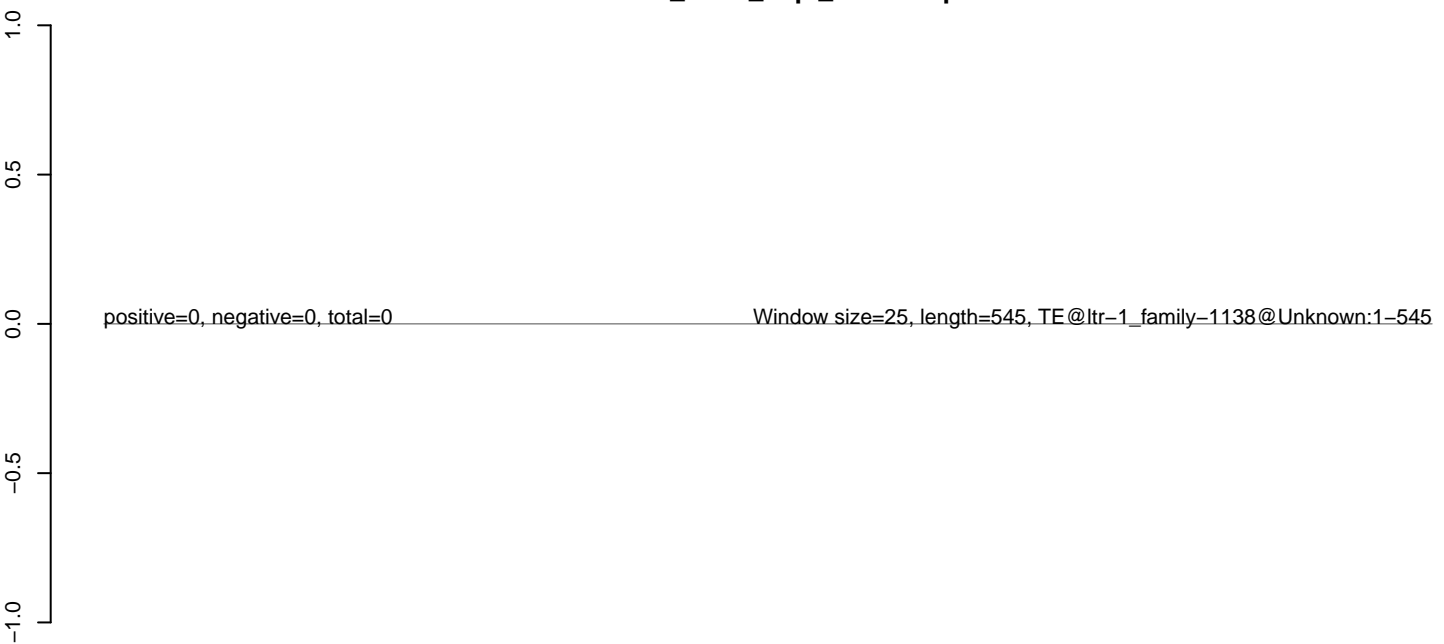 1.0
0.5
positive=0, negative=0, total=0
Window size=25, length=545, TE@ltr−1_family−1138@Unknown:1−545
0.0
−0.5
−1.0